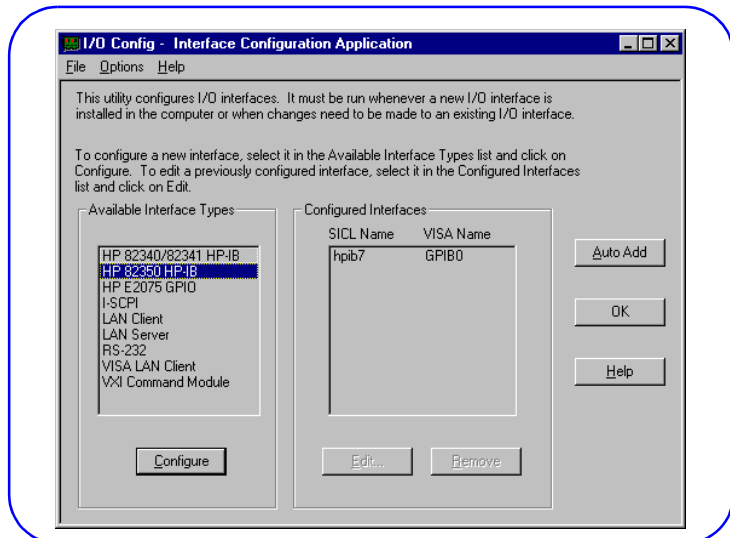 I/O Config - Interface Configuration Application
File Options Help
This utility configures I/O interfaces. It must be run whenever a new I/O interface is
installed in the computer or when changes need to be made to an existing I/O interface.
To configure a new interface, select it in the Available Interface Types list and click on
Configure. To edit a previously configured interface, select it in the Configured Interfaces
list and click on Edit.
Available Interface Types
HP 82340/82341 HP-IB
HP 82350 HP-IB
HP E2075 GPIO
I-SCPI
LAN Client
LAN Server
RS-232
VISA LAN Client
VXI Command Module
Configure
Configured Interfaces
SICL Name VISA Name
hpib7 GPIB0
Edit... Remove
Auto Add
OK
Help